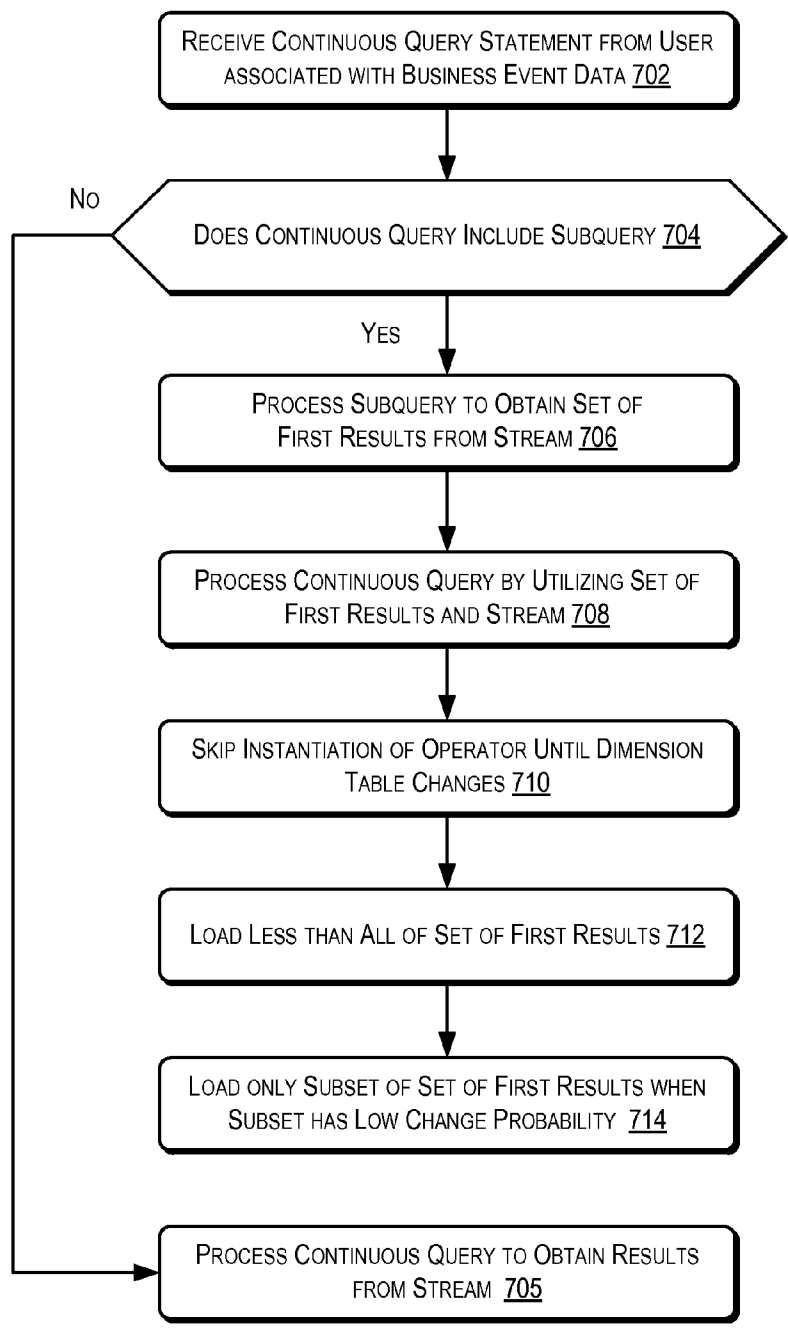 Receive Continuous Query Statement from User
associated with Business Event Data 702
No
Does Continuous Query Include Subquery 704
Yes
Process Subquery to Obtain Set of
First Results from Stream 706
Process Continuous Query by Utilizing Set of
First Results and Stream 708
Skip Instantiation of Operator Until Dimension
Table Changes 710
Load Less than All of Set of First Results 712
Load only Subset of Set of First Results when
Subset has Low Change Probability 714
Process Continuous Query to Obtain Results
from Stream 705